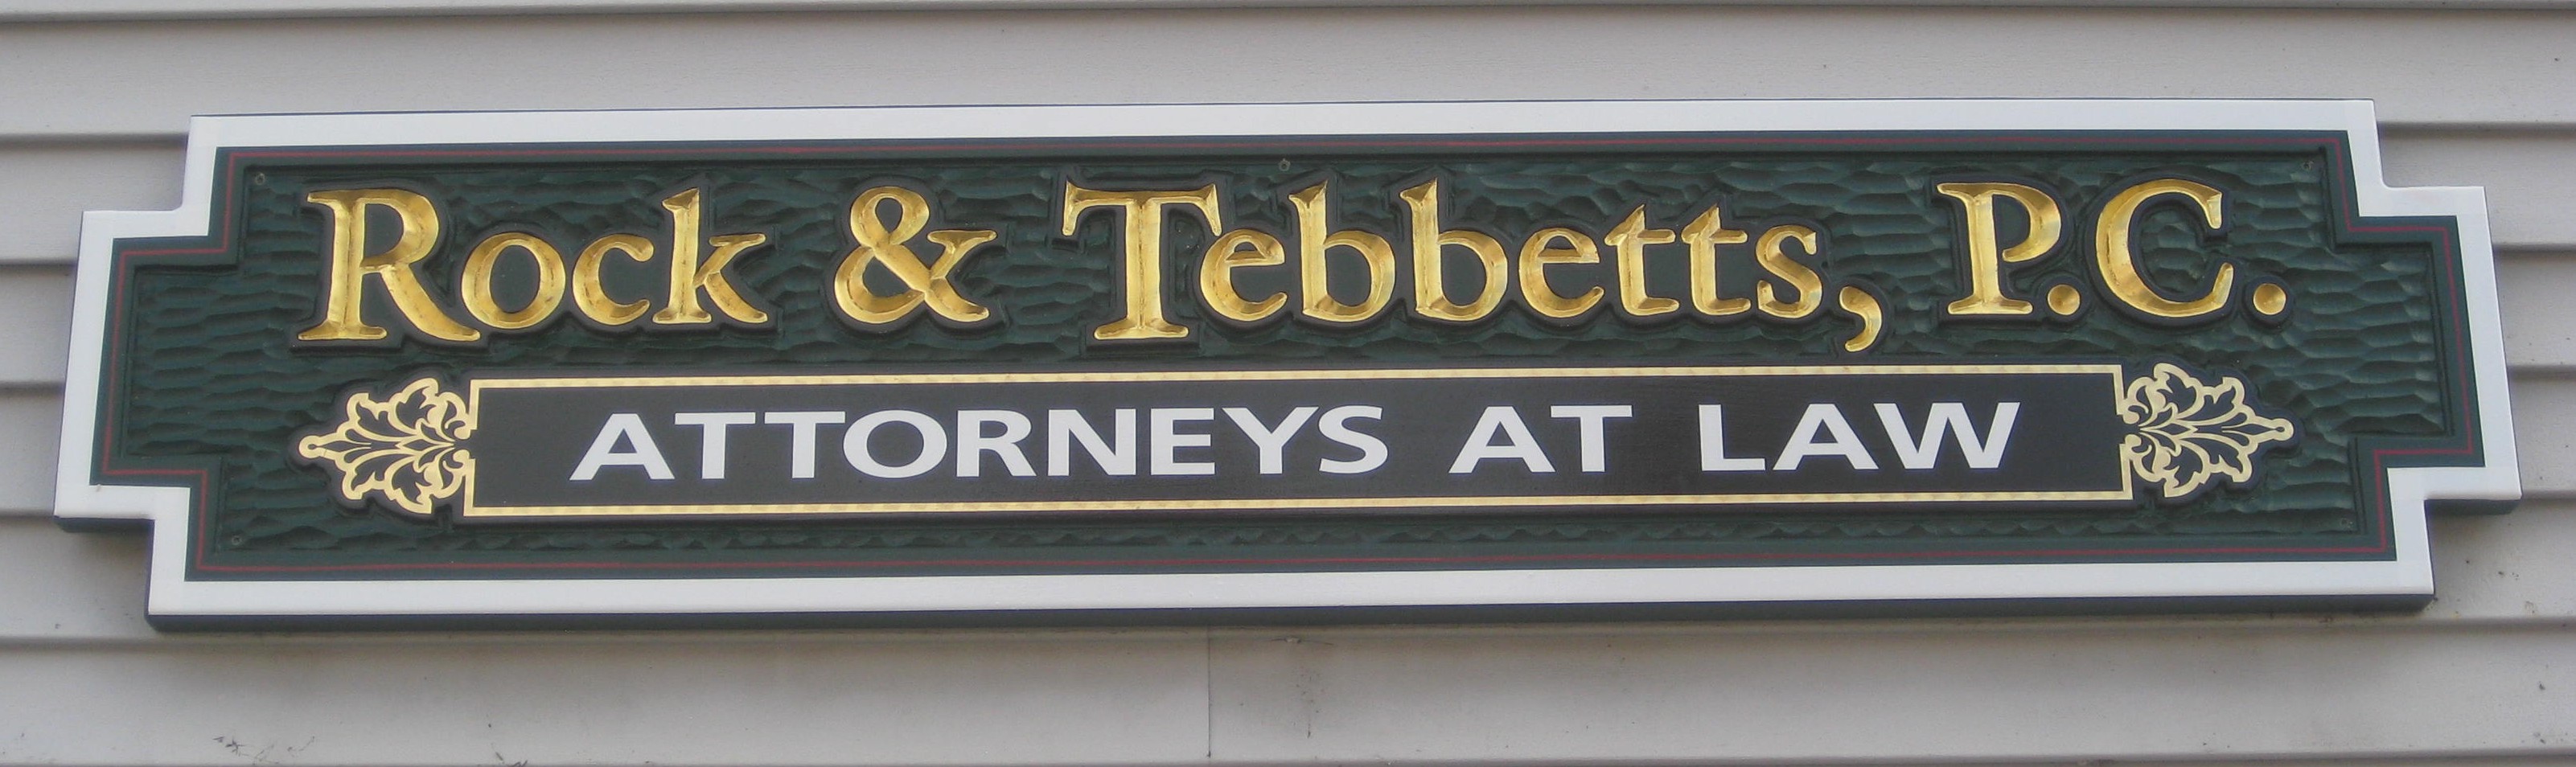 Rock & Tebbetts, P.C.
ATTORNEYS AT LAW